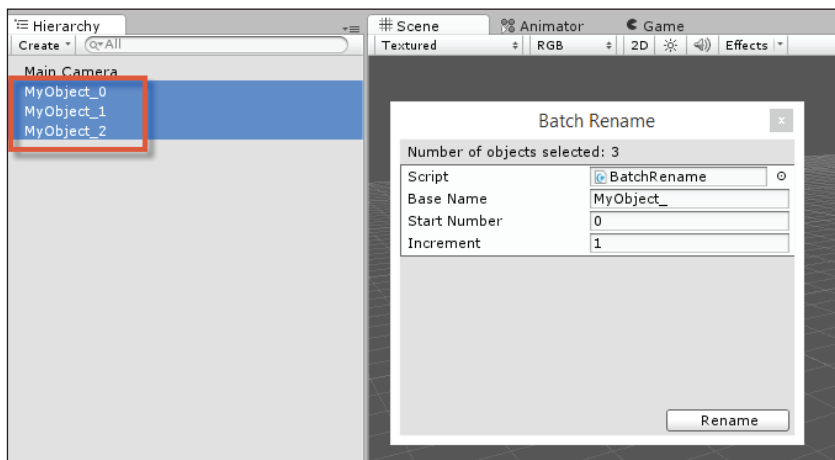 Hierarchy
Create
All
Main Camera
MyObject_0
MyObject_1
MyObject_2
Scene
Animator
Game
Textured
RGB
2D
Effects
Batch Rename
x
Number of objects selected: 3
Script
BatchRename
Base Name
MyObject_
Start Number
0
Increment
1
Rename